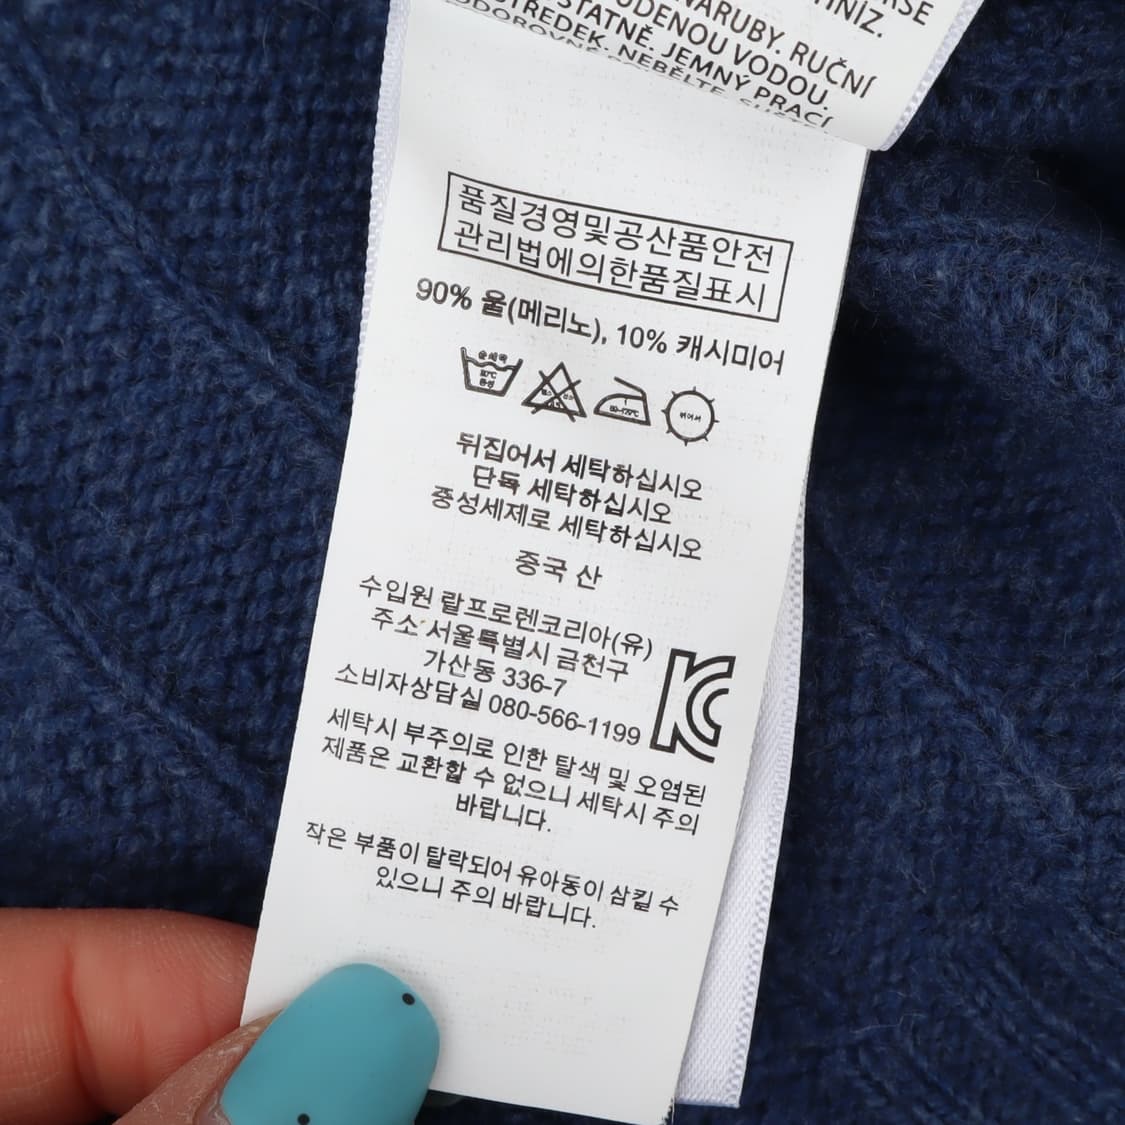 VARUBY. RUČNÍ
STUDENOU VODOU.
JEMNÝ PRACÍ
NEBĚLTE.
품질경영및공산품안전
관리법에의한품질표시
90% 울(메리노), 10% 캐시미어
뒤집어서 세탁하십시오
단독 세탁하십시오
중성세제로 세탁하십시오
중국 산
수입원 랄프로렌코리아(유)
주소 서울특별시 금천구
가산동 336-7
소비자상담실 080-566-1199
세탁시 부주의로 인한 탈색 및 오염된
제품은 교환할 수 없으니 세탁시 주의
바랍니다.
작은 부품이 탈락되어 유아동이 삼킬 수
있으니 주의 바랍니다.